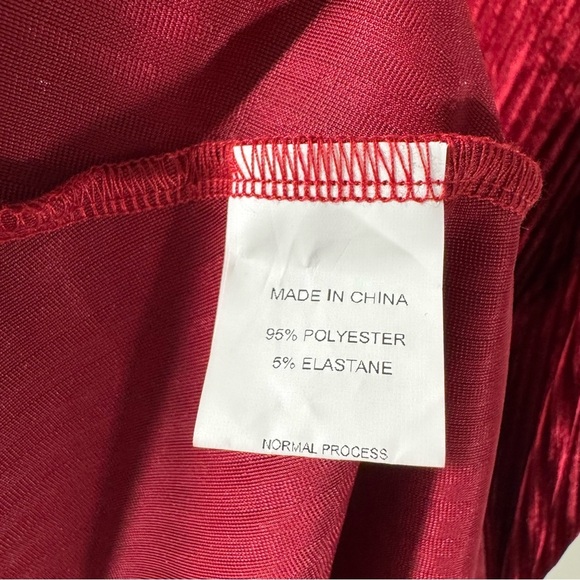 MADE IN CHINA
95% POLYESTER
5% ELASTANE
NORMAL PROCESS